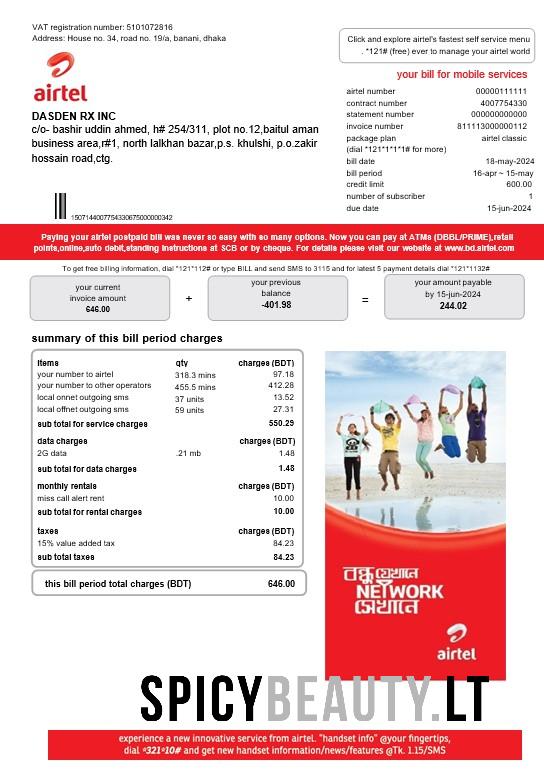 VAT registration number: 5101072816
Address: House no. 34, road no. 19/a, banani, dhaka
airtel
DASDEN RX INC
c/o- bashir uddin ahmed, h# 254/311, plot no.12,baitul aman
business area,r#1, north lalkhan bazar,p.s. khulshi, p.o.zakir
hossain road,ctg.
150714400775433067500000342
Click and explore airtel's fastest self service menu
. *121# (free) ever to manage your airtel world
your bill for mobile services
airtel number 00000111111
contract number 4007754330
statement number 000000000000
invoice number 811113000000112
package plan airtel classic
(dial *121*1*1*1# for more)
bill date 18-may-2024
bill period 16-apr ~ 15-may
credit limit 600.00
number of subscriber 1
due date 15-jun-2024
Paying your airtel postpaid bill was never so easy with so many options. Now you can pay at ATMs (DBBL/PRIME),retail
points,online,auto debit,standing instructions at SCB or by cheque. For details please visit our website at www.bd.airtel.com
To get free billing information, dial *121*112# or type BILL and send SMS to 3115 and for latest 5 payment details dial *121*1132#
your current
invoice amount
646.00
+
your previous
balance
-401.98
=
your amount payable
by 15-jun-2024
244.02
summary of this bill period charges
items qty charges (BDT)
your number to airtel 318.3 mins 97.18
your number to other operators 455.5 mins 412.28
local onnet outgoing sms 37 units 13.52
local offnet outgoing sms 59 units 27.31
sub total for service charges 550.29
data charges charges (BDT)
2G data .21 mb 1.48
sub total for data charges 1.48
monthly rentals charges (BDT)
miss call alert rent 10.00
sub total for rental charges 10.00
taxes charges (BDT)
15% value added tax 84.23
sub total taxes 84.23
this bill period total charges (BDT) 646.00
বন্ধু যেখানে
NETWORK
সেখানে
airtel
SPICYBEAUTY.LT
experience a new innovative service from airtel. "handset info" @your fingertips,
dial *321*10# and get new handset information/news/features @Tk. 1.15/SMS